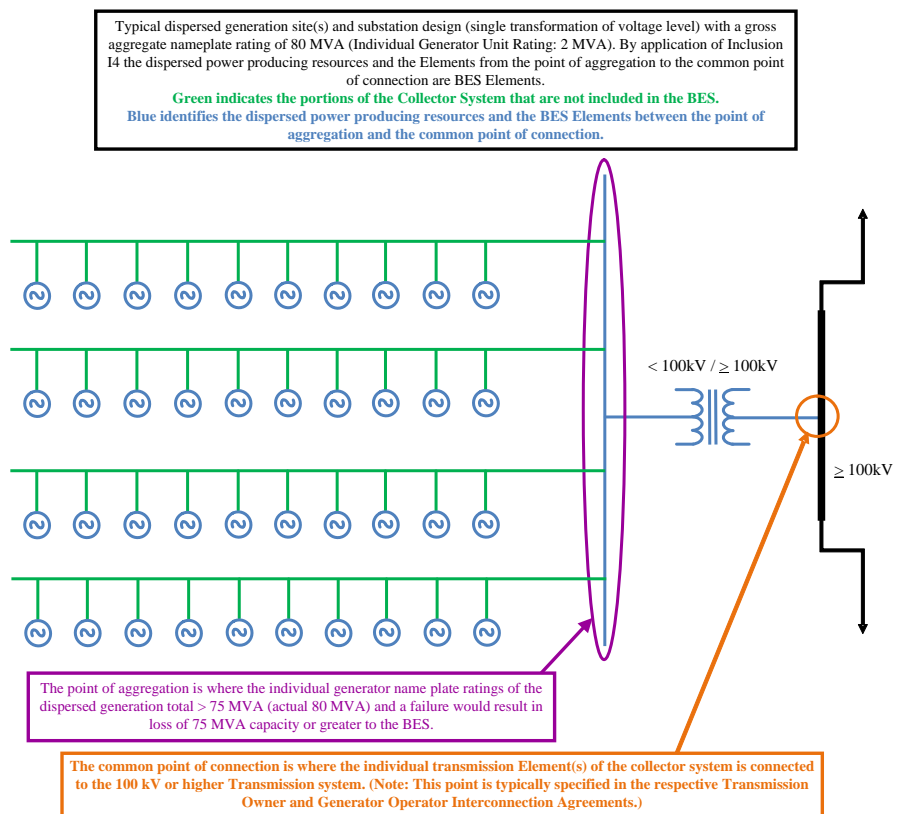 Typical dispersed generation site(s) and substation design (single transformation of voltage level) with a gross
aggregate nameplate rating of 80 MVA (Individual Generator Unit Rating: 2 MVA). By application of Inclusion
I4 the dispersed power producing resources and the Elements from the point of aggregation to the common point
of connection are BES Elements.
Green indicates the portions of the Collector System that are not included in the BES.
Blue identifies the dispersed power producing resources and the BES Elements between the point of
aggregation and the common point of connection.
< 100kV / ≥ 100kV
≥ 100kV
The point of aggregation is where the individual generator name plate ratings of the
dispersed generation total > 75 MVA (actual 80 MVA) and a failure would result in
loss of 75 MVA capacity or greater to the BES.
The common point of connection is where the individual transmission Element(s) of the collector system is connected
to the 100 kV or higher Transmission system. (Note: This point is typically specified in the respective Transmission
Owner and Generator Operator Interconnection Agreements.)